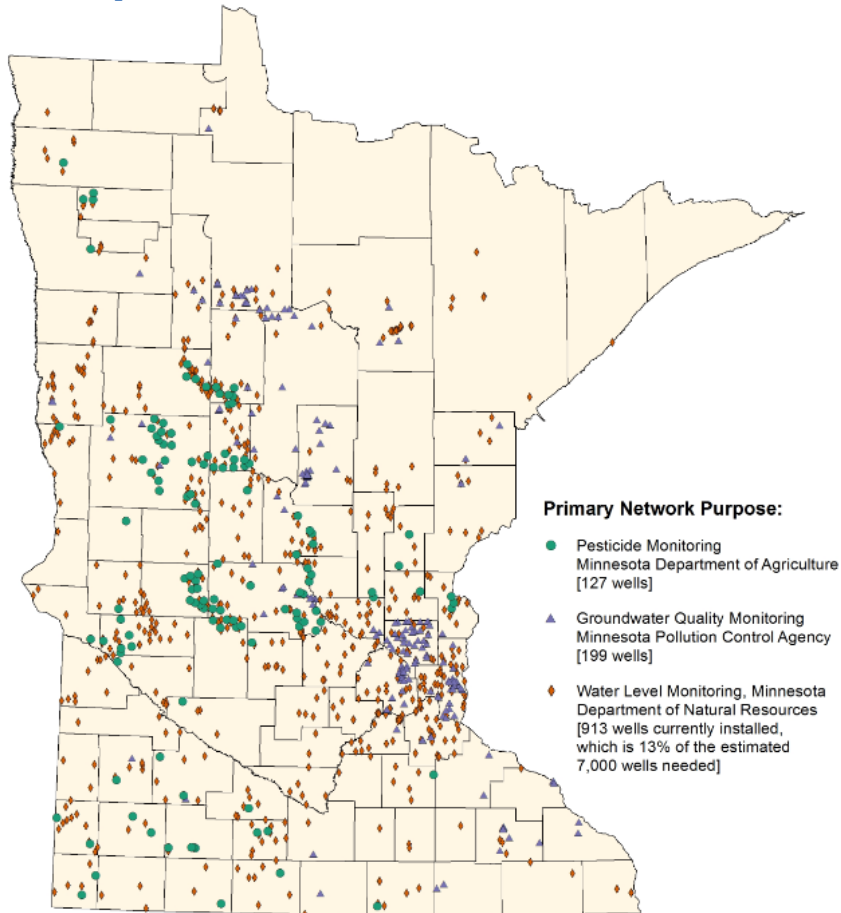 Primary Network Purpose:
Pesticide Monitoring
Minnesota Department of Agriculture
[127 wells]
Groundwater Quality Monitoring
Minnesota Pollution Control Agency
[199 wells]
Water Level Monitoring, Minnesota
Department of Natural Resources
[913 wells currently installed,
which is 13% of the estimated
7,000 wells needed]